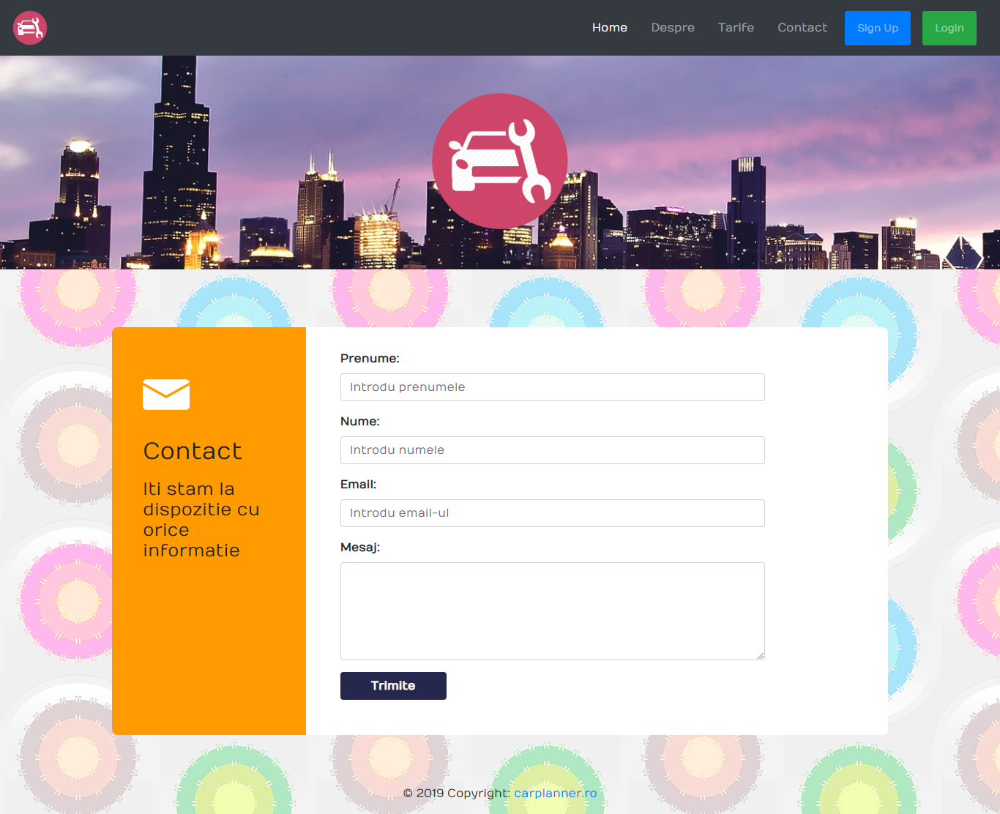 Home Despre Tarife Contact Sign Up Login
Prenume:
Introdu prenumele
Nume:
Introdu numele
Email:
Introdu email-ul
Mesaj:
Trimite
Contact
Iti stam la
dispozitie cu
orice
informatie
© 2019 Copyright: carplanner.ro